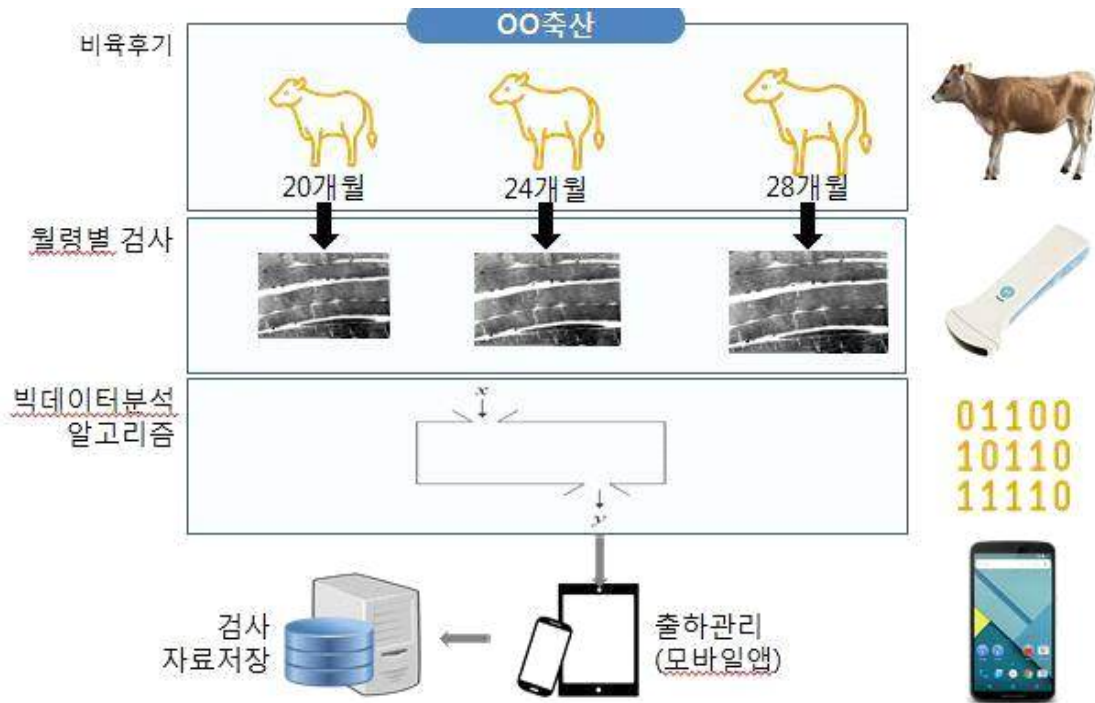 OO축산
비육후기
20개월
24개월
28개월
월령별 검사
빅데이터분석
알고리즘
x
y
01100
10110
11110
검사
자료저장
출하관리
(모바일앱)